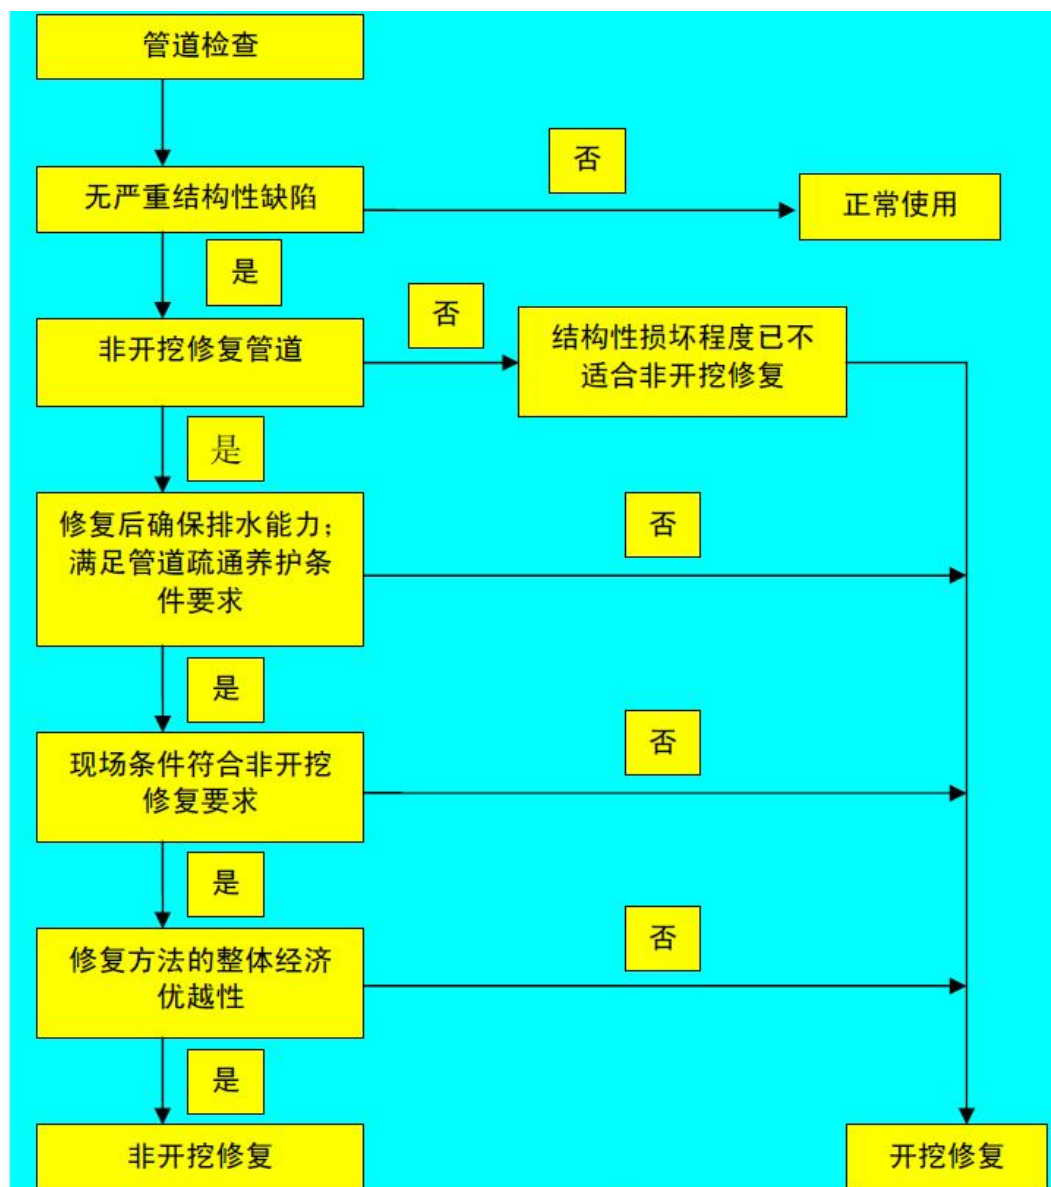 管道检查
否
无严重结构性缺陷
正常使用
是
否
非开挖修复管道
结构性损坏程度已不
适合非开挖修复
是
修复后确保排水能力；
满足管道疏通养护条
件要求
否
是
现场条件符合非开挖
修复要求
否
是
修复方法的整体经济
优越性
否
是
非开挖修复
开挖修复